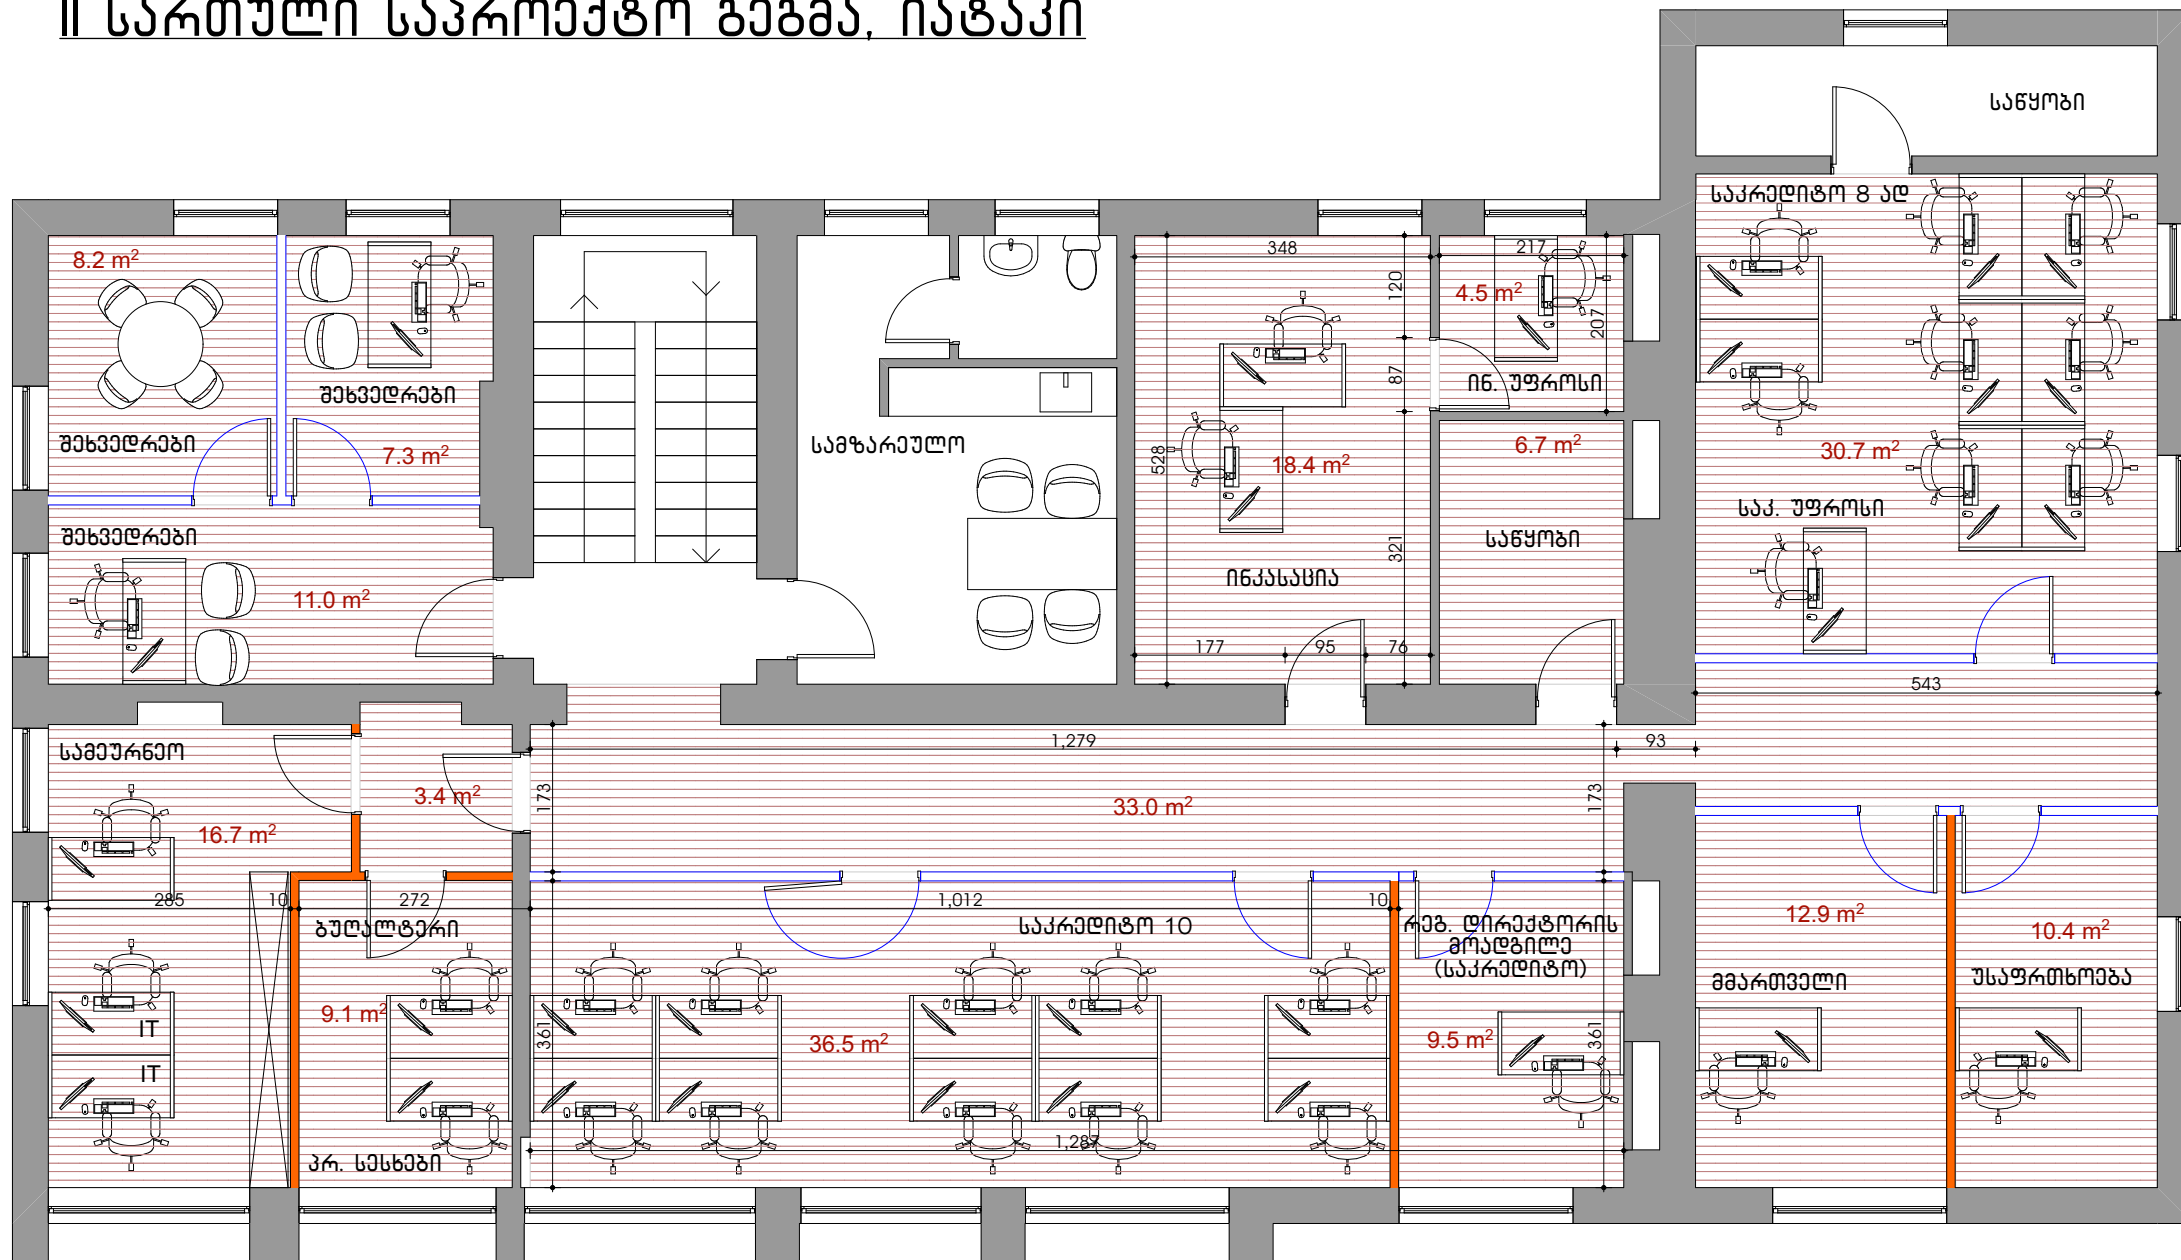 II სართული საპროექტო გეგმა, იატაკი
საწყობი
საკრედიტო 8 ად
8.2 m²
348
217
120
4.5 m²
207
87
შეხვედრები
ინ. უფროსი
შეხვედრები
7.3 m²
სამზარეულო
528
18.4 m²
6.7 m²
30.7 m²
საკ. უფროსი
შეხვედრები
321
საწყობი
ინკასაცია
11.0 m²
177
95
76
543
სამეურნეო
1,279
93
3.4 m²
173
33.0 m²
173
16.7 m²
285
10
272
1,012
10
ბუღალტერი
საკრედიტო 10
რეგ. დირექტორის
მოადგილე
(საკრედიტო)
12.9 m²
10.4 m²
მმართველი
უსაფრთხოება
9.1 m²
IT
361
36.5 m²
9.5 m²
361
IT
1,287
პრ. სესხები